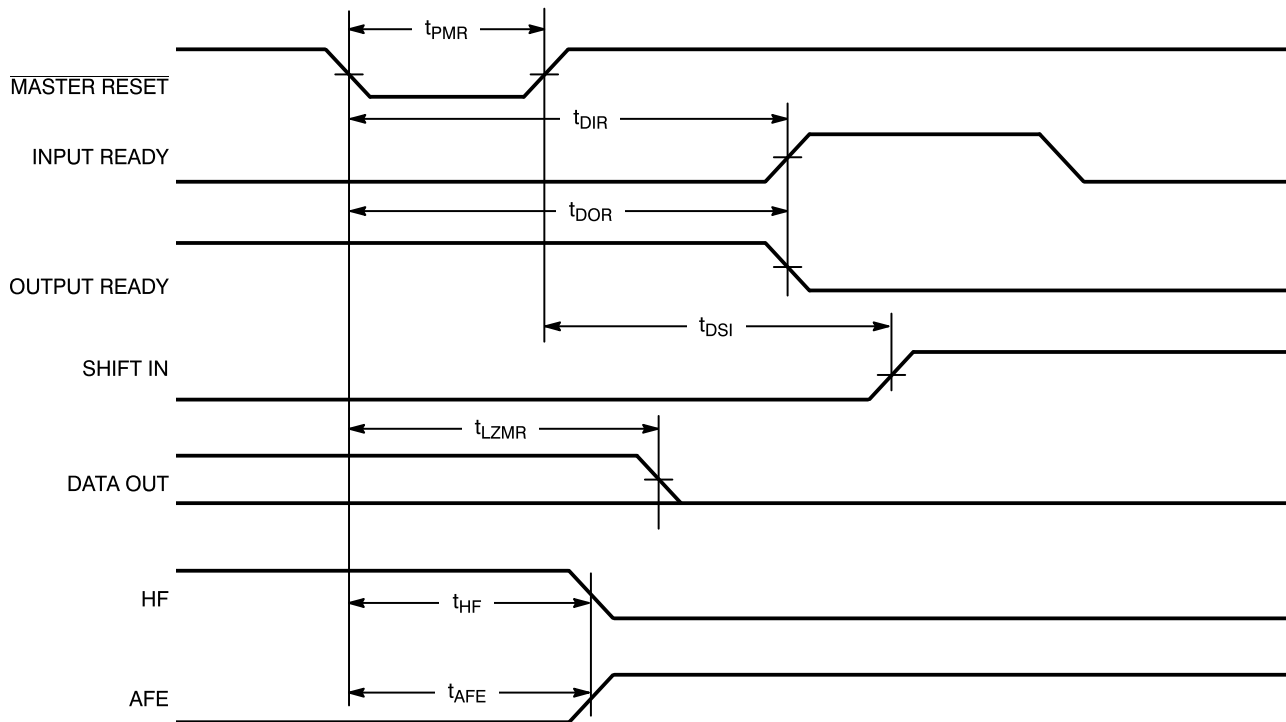 tPMR
MASTER RESET
tDIR
INPUT READY
tDOR
OUTPUT READY
tDSI
SHIFT IN
tLZMR
DATA OUT
HF
tHF
AFE
tAFE